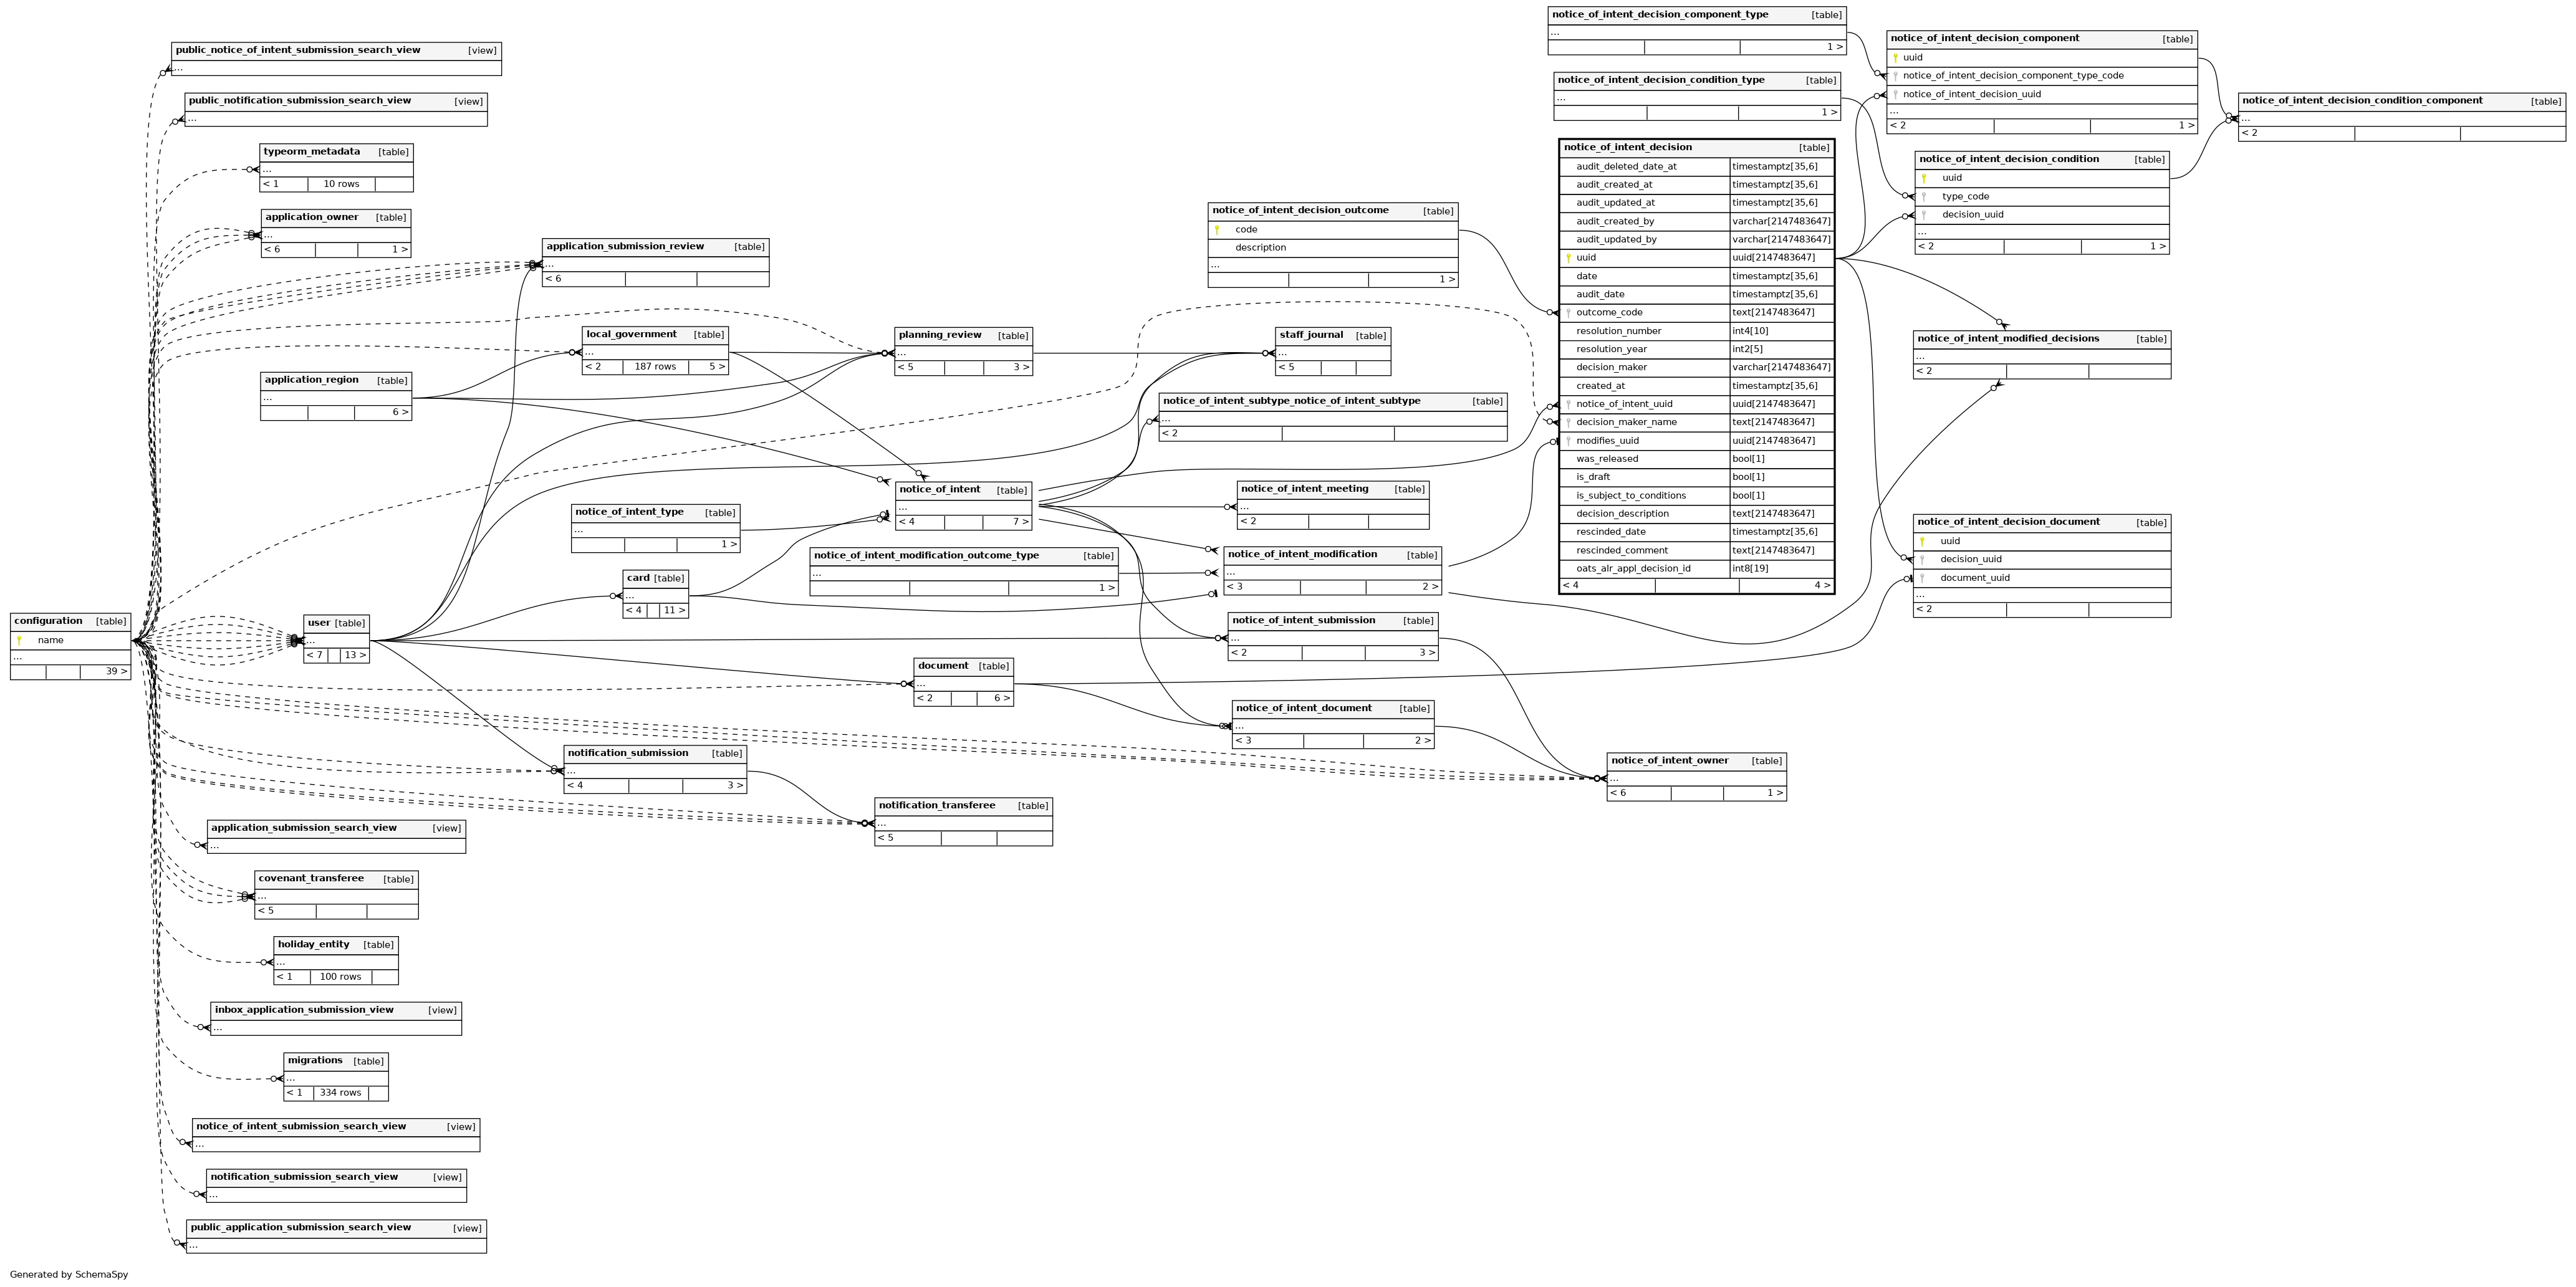 public_notice_of_intent_submission_search_view [view]
...
public_notification_submission_search_view [view]
...
typeorm_metadata [table]
...
< 1 10 rows
application_owner [table]
...
< 6 1 >
application_submission_review [table]
...
< 6
local_government [table]
...
< 2 187 rows 5 >
application_region [table]
...
6 >
planning_review [table]
...
< 5 3 >
staff_journal [table]
...
< 5
notice_of_intent_decision_outcome [table]
code
description
...
1 >
notice_of_intent_subtype_notice_of_intent_subtype [table]
...
< 2
notice_of_intent [table]
...
< 4 7 >
notice_of_intent_type [table]
...
1 >
notice_of_intent_meeting [table]
...
< 2
notice_of_intent_modification_outcome_type [table]
...
1 >
notice_of_intent_modification [table]
...
< 3 2 >
card [table]
...
< 4 11 >
configuration [table]
name
...
39 >
user [table]
...
< 7 13 >
notice_of_intent_submission [table]
...
< 2 3 >
document [table]
...
< 2 6 >
notice_of_intent_document [table]
...
< 3 2 >
notification_submission [table]
...
< 4 3 >
notification_transferee [table]
...
< 5
notice_of_intent_owner [table]
...
< 6 1 >
notice_of_intent_decision_component_type [table]
...
1 >
notice_of_intent_decision_condition_type [table]
...
1 >
notice_of_intent_decision [table]
audit_deleted_date_at timestamptz[35,6]
audit_created_at timestamptz[35,6]
audit_updated_at timestamptz[35,6]
audit_created_by varchar[2147483647]
audit_updated_by varchar[2147483647]
uuid uuid[2147483647]
date timestamptz[35,6]
audit_date timestamptz[35,6]
outcome_code text[2147483647]
resolution_number int4[10]
resolution_year int2[5]
decision_maker varchar[2147483647]
created_at timestamptz[35,6]
notice_of_intent_uuid uuid[2147483647]
decision_maker_name text[2147483647]
modifies_uuid uuid[2147483647]
was_released bool[1]
is_draft bool[1]
is_subject_to_conditions bool[1]
decision_description text[2147483647]
rescinded_date timestamptz[35,6]
rescinded_comment text[2147483647]
oats_alr_appl_decision_id int8[19]
< 4 4 >
notice_of_intent_decision_component [table]
uuid
notice_of_intent_decision_component_type_code
notice_of_intent_decision_uuid
...
< 2 1 >
notice_of_intent_decision_condition_component [table]
...
< 2
notice_of_intent_decision_condition [table]
uuid
type_code
decision_uuid
...
< 2 1 >
notice_of_intent_modified_decisions [table]
...
< 2
notice_of_intent_decision_document [table]
uuid
decision_uuid
document_uuid
...
< 2
application_submission_search_view [view]
...
covenant_transferee [table]
...
< 5
holiday_entity [table]
...
< 1 100 rows
inbox_application_submission_view [view]
...
migrations [table]
...
< 1 334 rows
notice_of_intent_submission_search_view [view]
...
notification_submission_search_view [view]
...
public_application_submission_search_view [view]
...
Generated by SchemaSpy